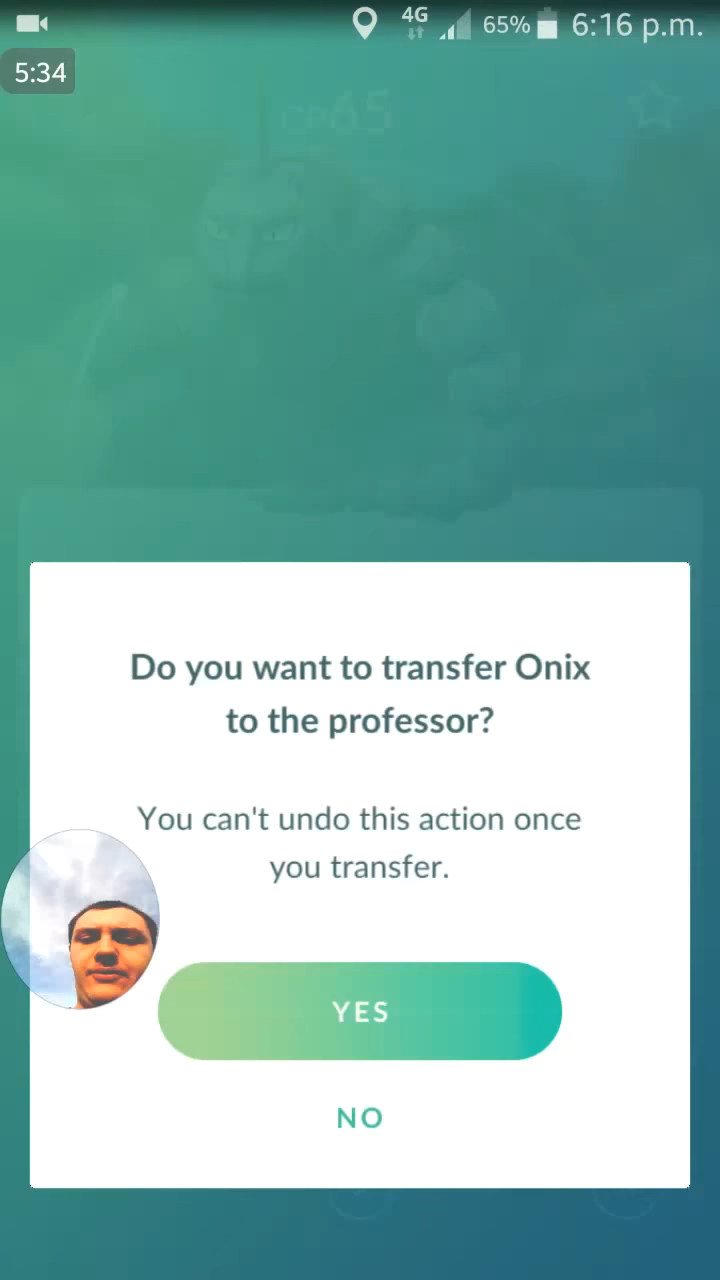 4G 65% 6:16 p.m.
5:34
CP65
Do you want to transfer Onix
to the professor?
You can't undo this action once
you transfer.
YES
NO